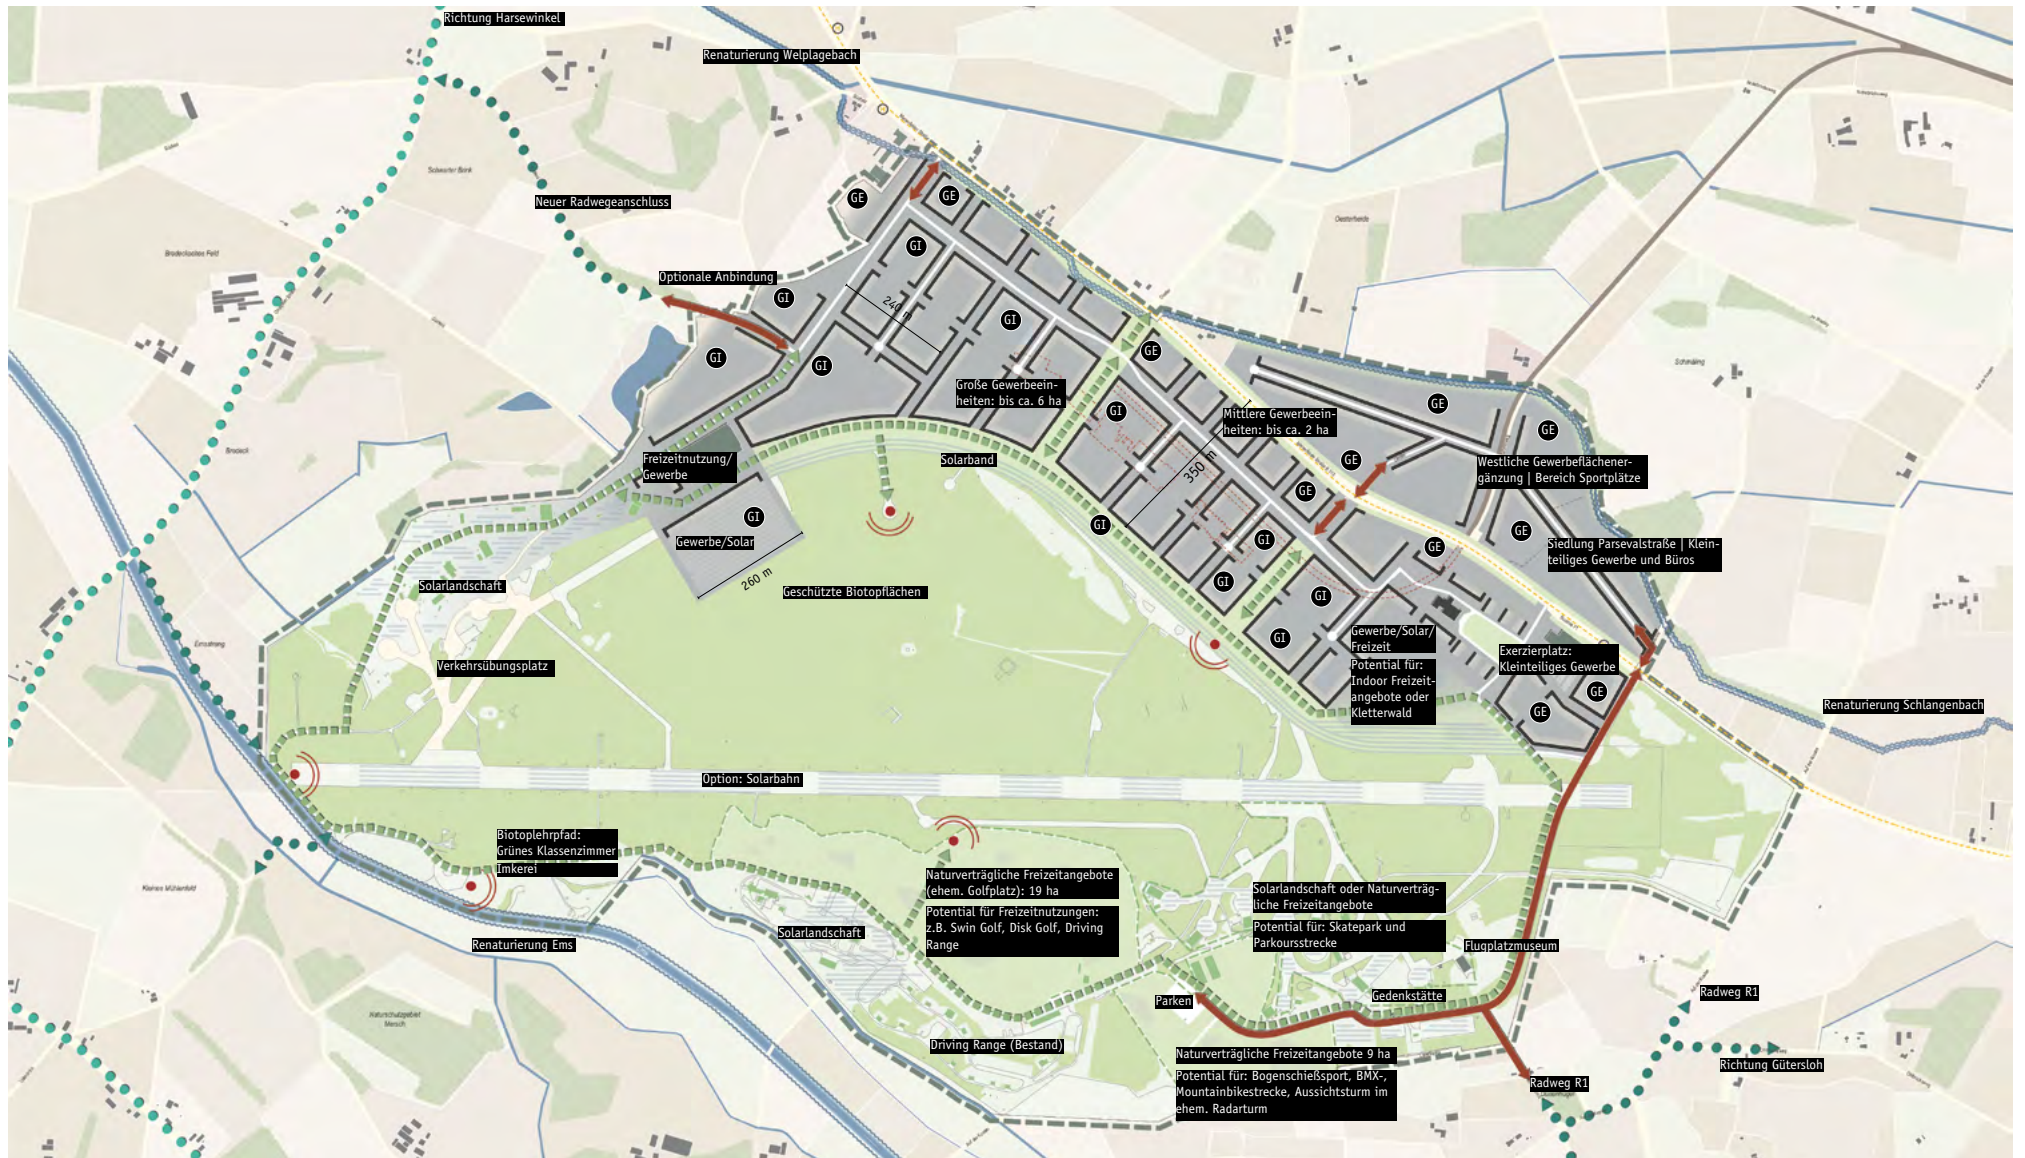 Richtung Harsewinkel
Renaturierung Welplagebach
Neuer Radwegeanschluss
Optionale Anbindung
GE
GE
GI
GI
GI
GI
GI
240 m
Große Gewerbeein-
heiten: bis ca. 6 ha
GE
GI
Mittlere Gewerbeein-
heiten: bis ca. 2 ha
350 m
GE
GE
Westliche Gewerbeflächener-
gänzung | Bereich Sportplätze
GE
GE
GE
Siedlung Parsevalstraße | Klein-
teiliges Gewerbe und Büros
GE
Freizeitnutzung/
Gewerbe
Solarband
GI
Gewerbe/Solar
260 m
GI
GI
GI
GI
GI
Solarlandschaft
Geschützte Biotopflächen
Verkehrsübungsplatz
Gewerbe/Solar/
Freizeit
Potential für:
Indoor Freizeit-
angebote oder
Kletterwald
Exerzierplatz:
Kleinteiliges Gewerbe
GE
GE
Renaturierung Schlangenbach
Option: Solarbahn
Biotoplehrpfad:
Grünes Klassenzimmer
Imkerei
Renaturierung Ems
Solarlandschaft
Naturverträgliche Freizeitangebote
(ehem. Golfplatz): 19 ha
Potential für Freizeitnutzungen:
z.B. Swin Golf, Disk Golf, Driving
Range
Solarlandschaft oder Naturverträg-
liche Freizeitangebote
Potential für: Skatepark und
Parkoursstrecke
Flugplatzmuseum
Gedenkstätte
Parken
Driving Range (Bestand)
Naturverträgliche Freizeitangebote 9 ha
Potential für: Bogenschießsport, BMX-,
Mountainbikestrecke, Aussichtsturm im
ehem. Radarturm
Radweg R1
Radweg R1
Richtung Gütersloh
Brodeck
Naturschutzgebiet
Mersch